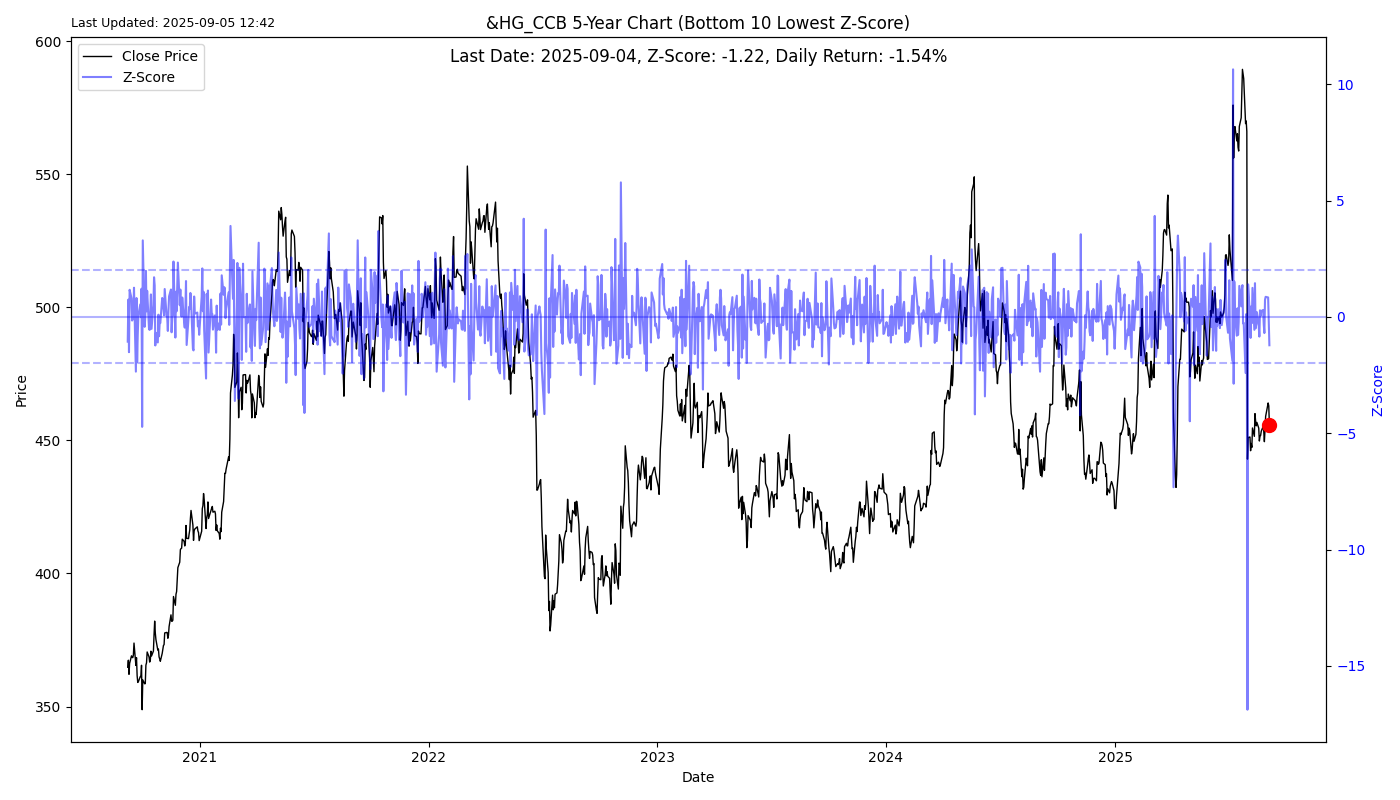 Last Updated: 2025-09-05 12:42
&HG_CCB 5-Year Chart (Bottom 10 Lowest Z-Score)
Last Date: 2025-09-04, Z-Score: -1.22, Daily Return: -1.54%
Close Price
Z-Score
600
550
500
450
400
350
Price
10
5
0
−5
−10
−15
Z-Score
2021
2022
2023
2024
2025
Date